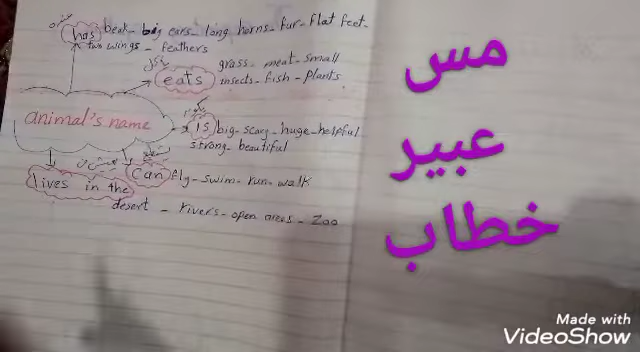 has beak - big ears - long horns - fur - flat feet -
two wings - feathers
eats grass - meat - small
insects - fish - plants
animal's name
is big - scary - huge - helpful
strong - beautiful
can fly - swim - run - walk
lives in the
desert - rivers - open areas - zoo
مس
عبير
خطاب
Made with
VideoShow